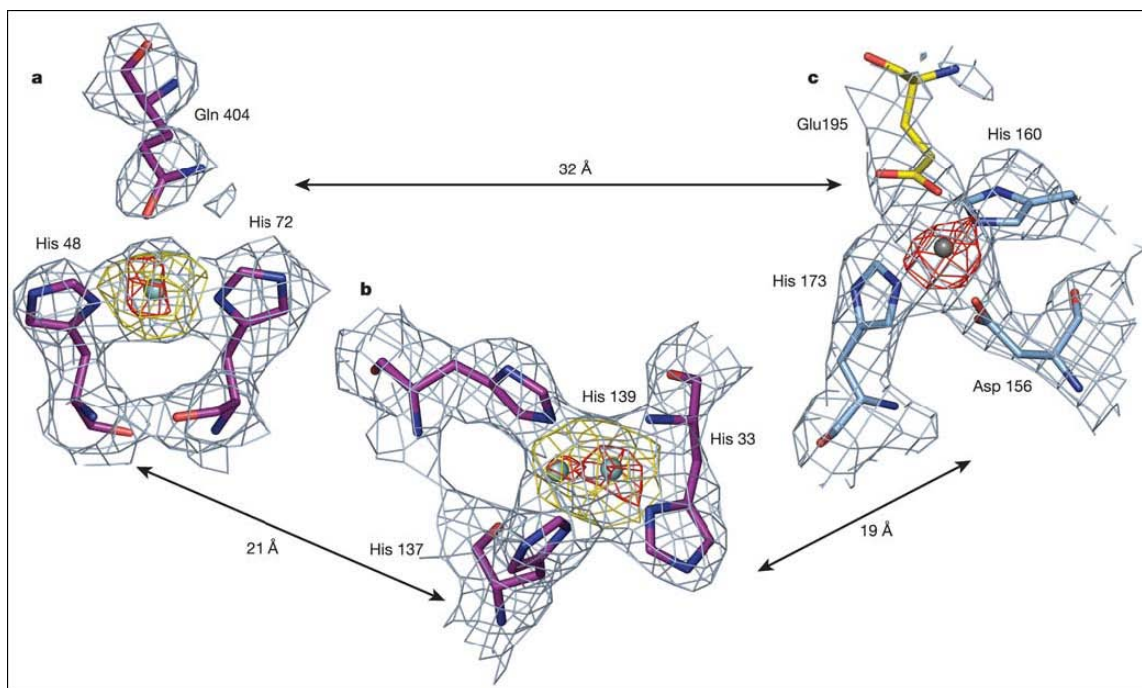 a
Gln 404
His 48
His 72
32 Å
c
Glu195
His 160
His 173
Asp 156
b
His 139
His 33
His 137
21 Å
19 Å